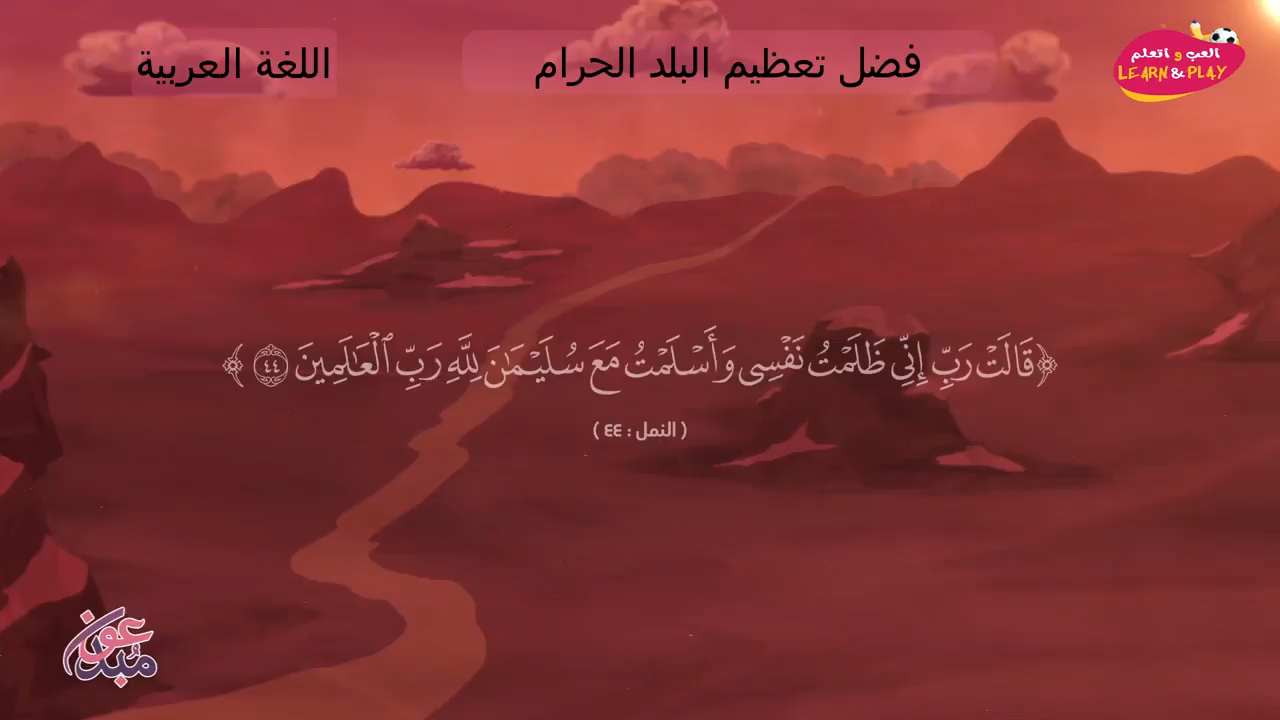 فضل تعظيم البلد الحرام
اللغة العربية
العب و اتعلم
LEARN & PLAY
﴿قَالَتْ رَبِّ إِنِّي ظَلَمْتُ نَفْسِى وَأَسْلَمْتُ مَعَ سُلَيْمَٰنَ لِلَّهِ رَبِّ ٱلْعَٰلَمِينَ ٤٤﴾
( النمل : ٤٤ )
مبدعون